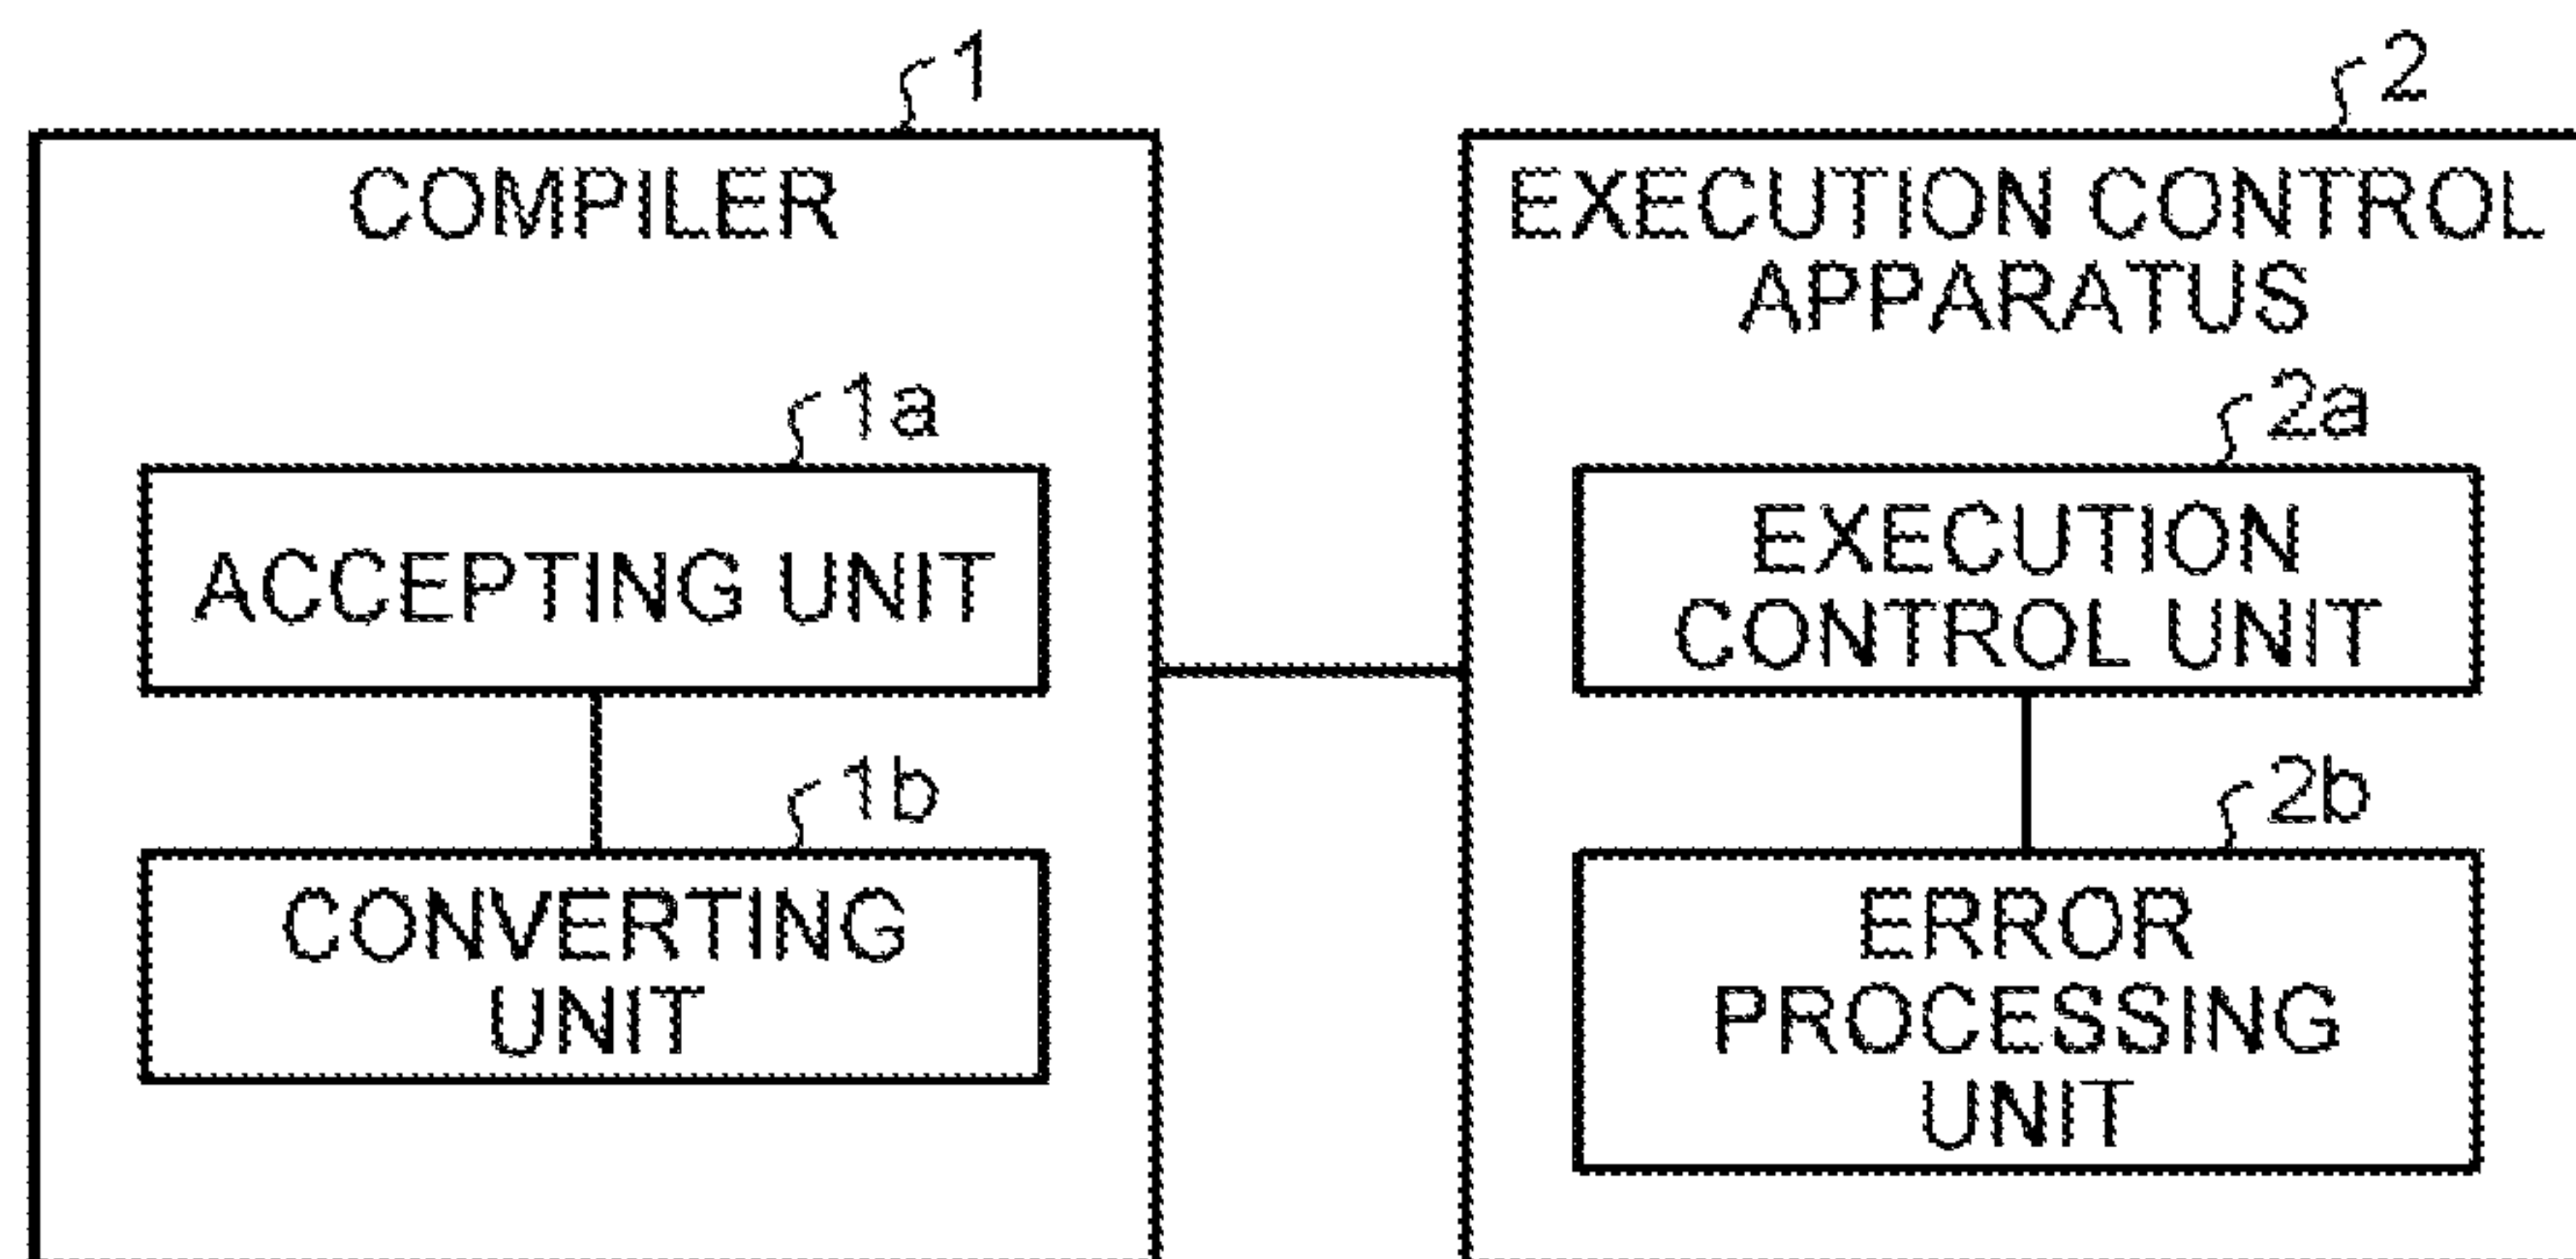 1
COMPILER
1a
ACCEPTING UNIT
1b
CONVERTING
UNIT
2
EXECUTION CONTROL
APPARATUS
2a
EXECUTION
CONTROL UNIT
2b
ERROR
PROCESSING
UNIT